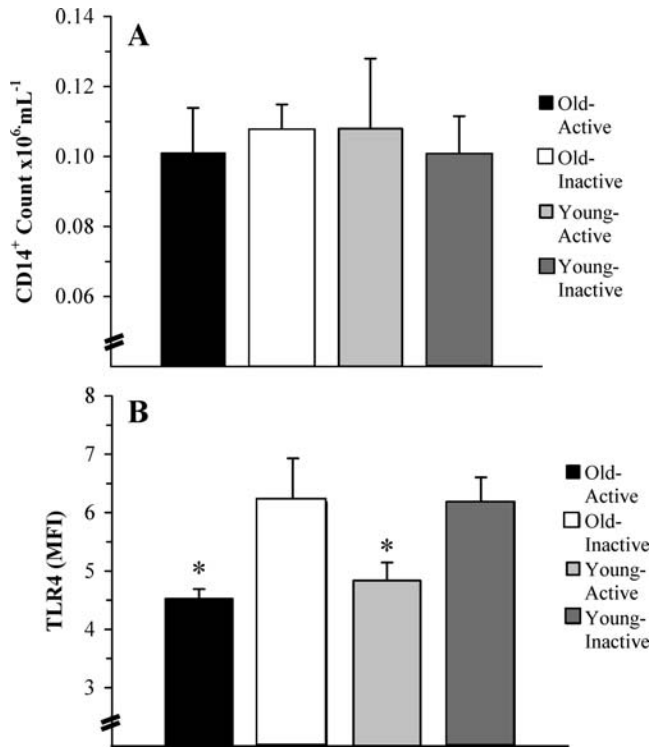 A
0.14
0.12
0.10
0.08
0.06
CD14⁺ Count x10⁶·mL⁻¹
Old-
Active
Old-
Inactive
Young-
Active
Young-
Inactive
B
8
7
6
5
4
3
TLR4 (MFI)
*
*
Old-
Active
Old-
Inactive
Young-
Active
Young-
Inactive